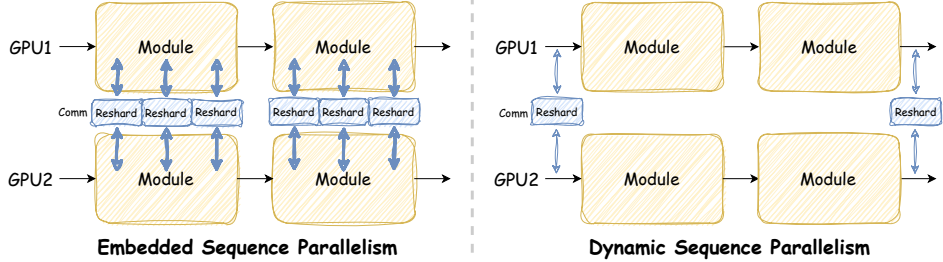 GPU1 Module Module
Comm Reshard Reshard Reshard Reshard Reshard Reshard
GPU2 Module Module
Embedded Sequence Parallelism
GPU1 Module Module
Comm Reshard Reshard
GPU2 Module Module
Dynamic Sequence Parallelism